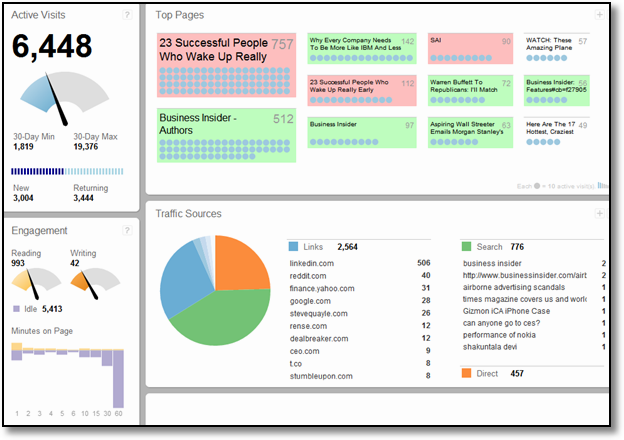 Active Visits ?
6,448
30-Day Min 30-Day Max
1,819 19,376
New Returning
3,004 3,444
Engagement ?
Reading Writing
993 42
Idle 5,413
Minutes on Page
1 2 3 4 5 6 10 15 30 60
Top Pages +
23 Successful People 757
Who Wake Up Really
Business Insider - 512
Authors
Why Every Company Needs 142
To Be More Like IBM And Less
23 Successful People Who 112
Wake Up Really Early
Business Insider 97
SAI 90
Warren Buffett To 72
Republicans: I'll Match
Aspiring Wall Streeter 63
Emails Morgan Stanley's
WATCH: These 57
Amazing Plane
Business Insider: 56
Features#cb=f27905
Here Are The 17 49
Hottest, Craziest
Each = 18 active visit(s)
Traffic Sources +
Links 2,564
linkedin.com 506
reddit.com 40
finance.yahoo.com 31
google.com 28
stevequayle.com 26
rense.com 12
dealbreaker.com 12
ceo.com 9
t.co 8
stumbleupon.com 8
Search 776
business insider 2
http://www.businessinsider.com/airt 2
airborne advertising scandals 1
times magazine covers us and world 1
Gizmon iCA iPhone Case 1
can anyone go to ces? 1
performance of nokia 1
shakuntala devi 1
Direct 457